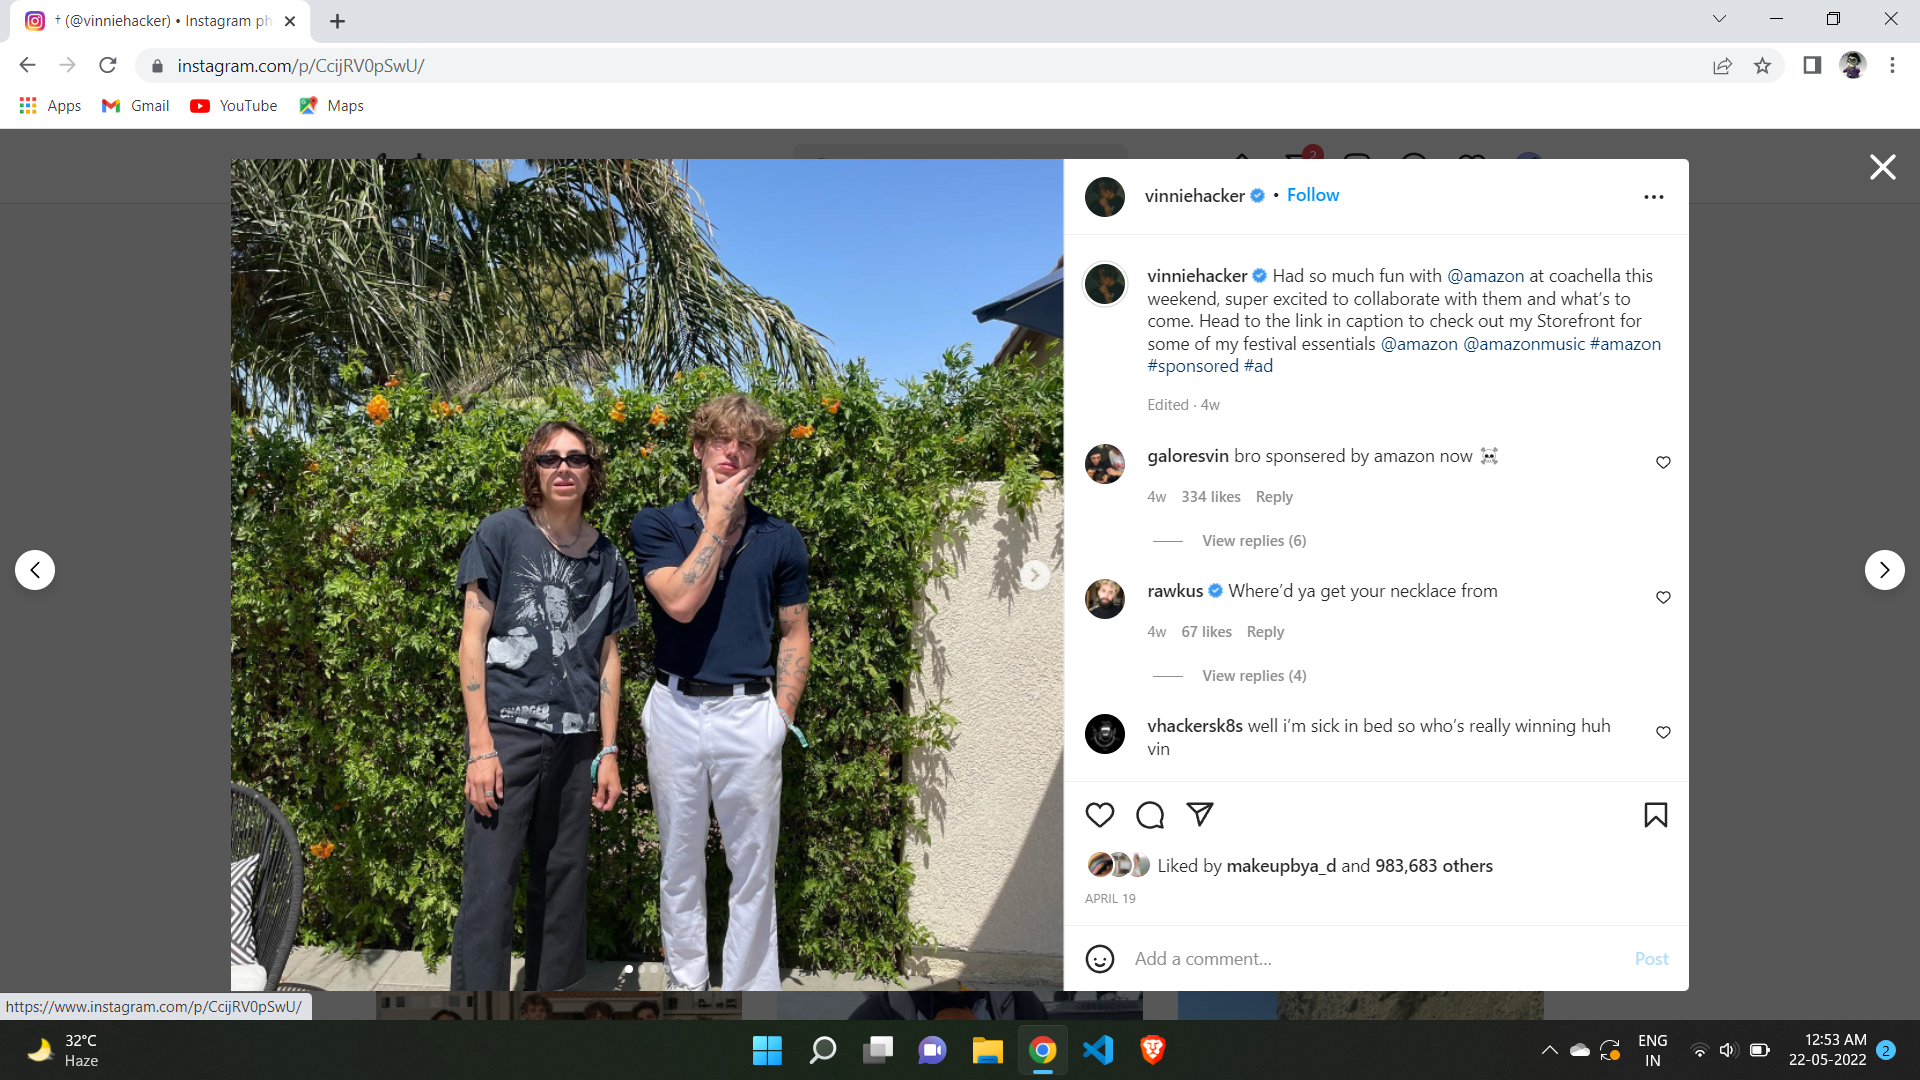 † (@vinniehacker) • Instagram ph
instagram.com/p/CcijRV0pSwU/
Apps
Gmail
YouTube
Maps
2
vinniehacker • Follow
vinniehacker Had so much fun with @amazon at coachella this
weekend, super excited to collaborate with them and what's to
come. Head to the link in caption to check out my Storefront for
some of my festival essentials @amazon @amazonmusic #amazon
#sponsored #ad
Edited · 4w
galoresvin bro sponsered by amazon now ☠️
4w 334 likes Reply
View replies (6)
rawkus Where'd ya get your necklace from
4w 67 likes Reply
View replies (4)
vhackersk8s well i'm sick in bed so who's really winning huh
vin
Liked by makeupbya_d and 983,683 others
APRIL 19
Add a comment...
Post
CHARGER
https://www.instagram.com/p/CcijRV0pSwU/
32°C
Haze
ENG
IN
12:53 AM
22-05-2022
2